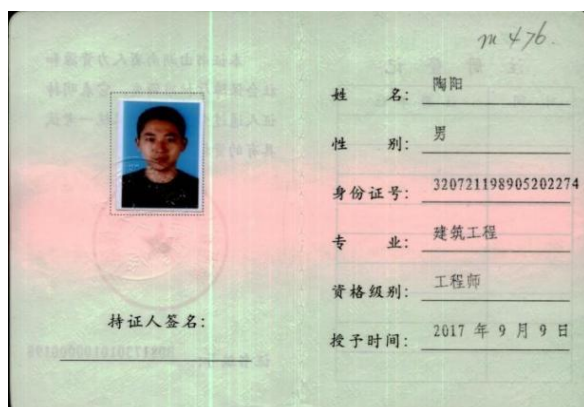 m 476.
姓 名: 陶阳
性 别: 男
身份证号: 320721198905202274
专 业: 建筑工程
资格级别: 工程师
持证人签名:
授予时间: 2017 年 9 月 9 日